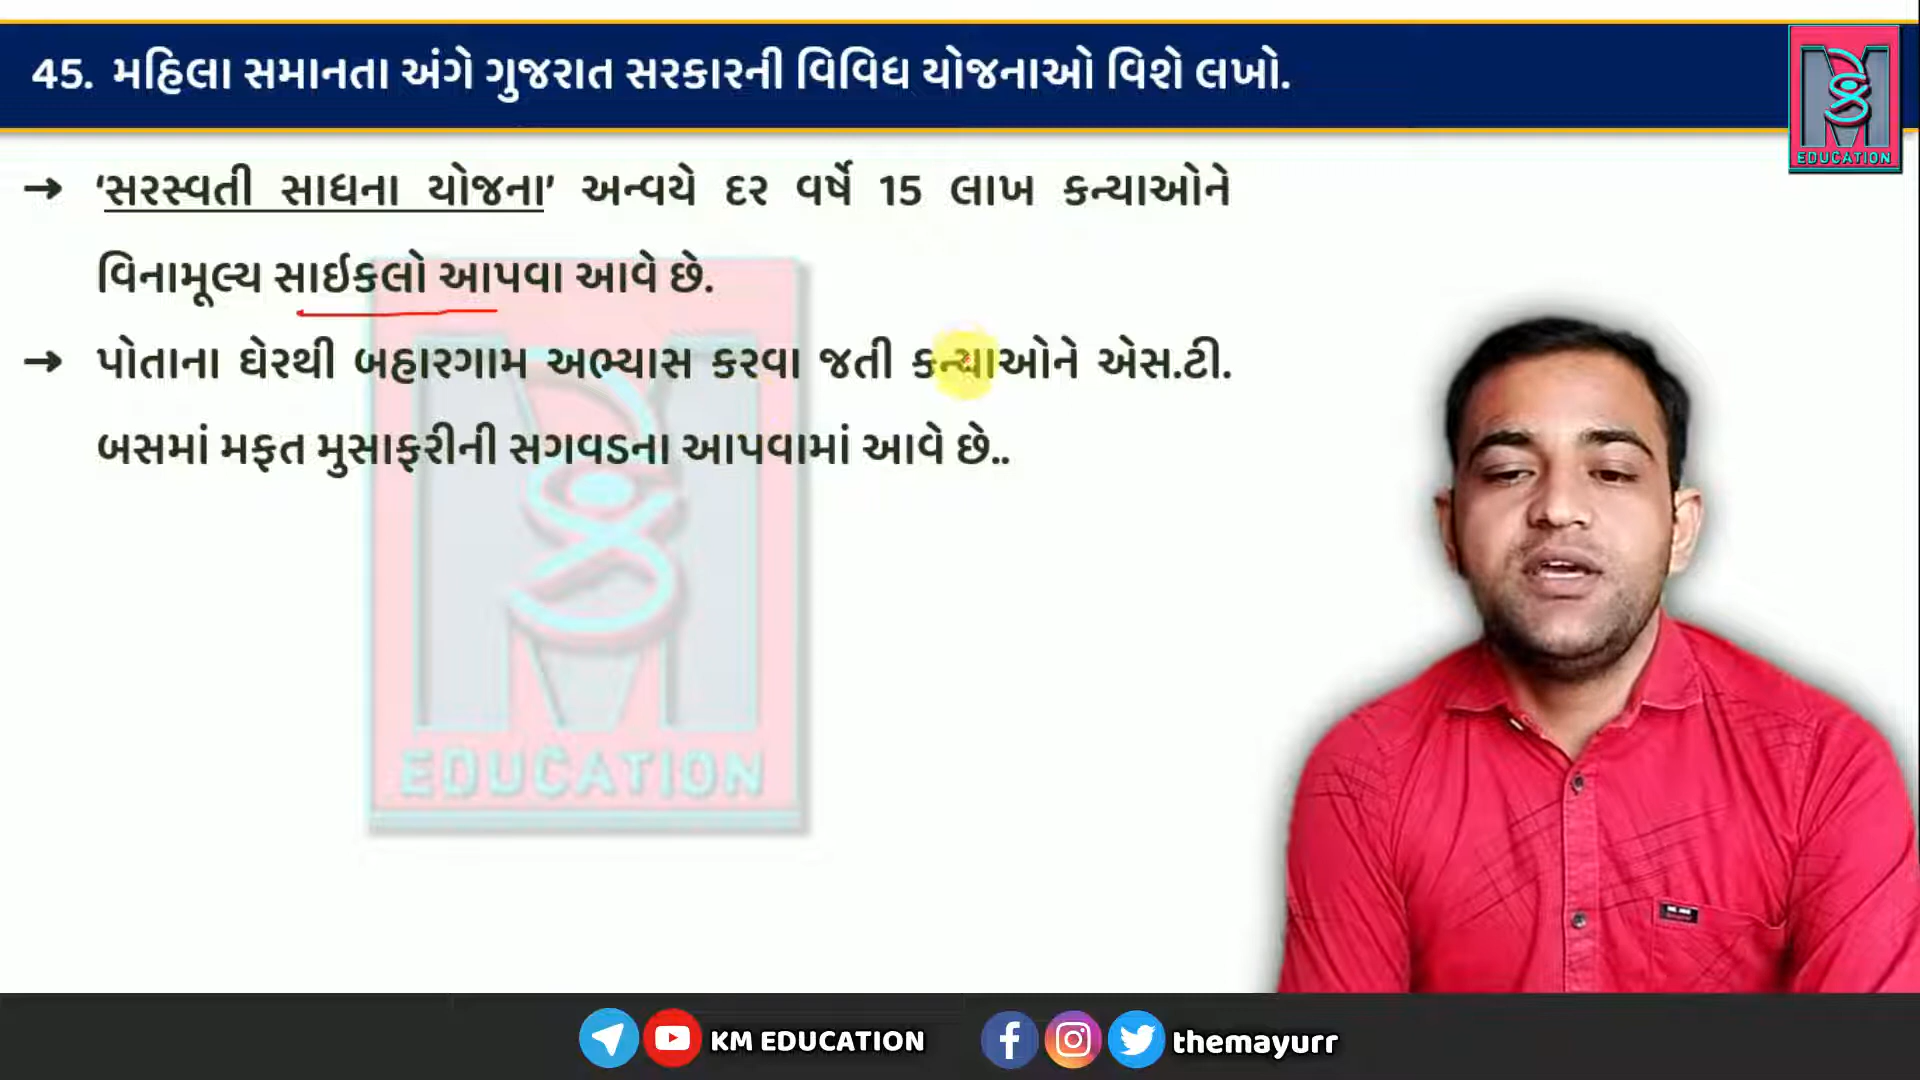 45. મહિલા સમાનતા અંગે ગુજરાત સરકારની વિવિધ યોજનાઓ વિશે લખો.
EDUCATION
→ ‘સરસ્વતી સાધના યોજના’ અન્વયે દર વર્ષે 15 લાખ કન્યાઓને
વિનામૂલ્ય સાઇકલો આપવા આવે છે.
→ પોતાના ઘેરથી બહારગામ અભ્યાસ કરવા જતી કન્યાઓને એસ.ટી.
બસમાં મફત મુસાફરીની સગવડના આપવામાં આવે છે..
EDUCATION
KM EDUCATION
themayurr